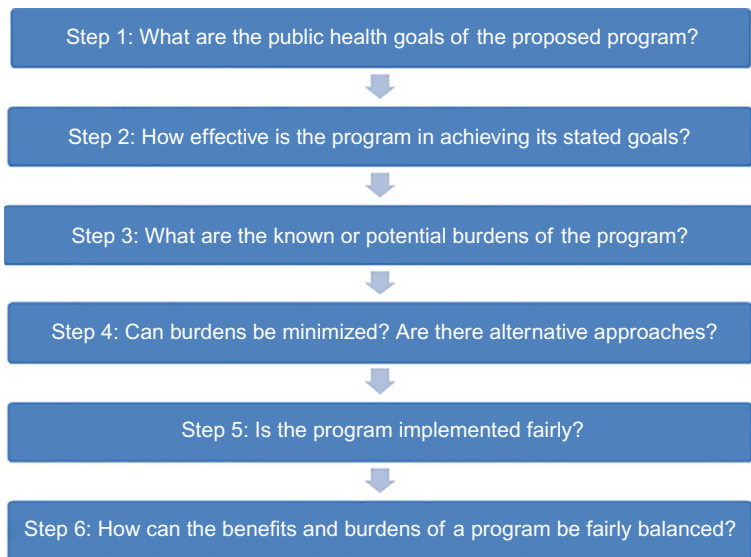 Step 1: What are the public health goals of the proposed program?
Step 2: How effective is the program in achieving its stated goals?
Step 3: What are the known or potential burdens of the program?
Step 4: Can burdens be minimized? Are there alternative approaches?
Step 5: Is the program implemented fairly?
Step 6: How can the benefits and burdens of a program be fairly balanced?